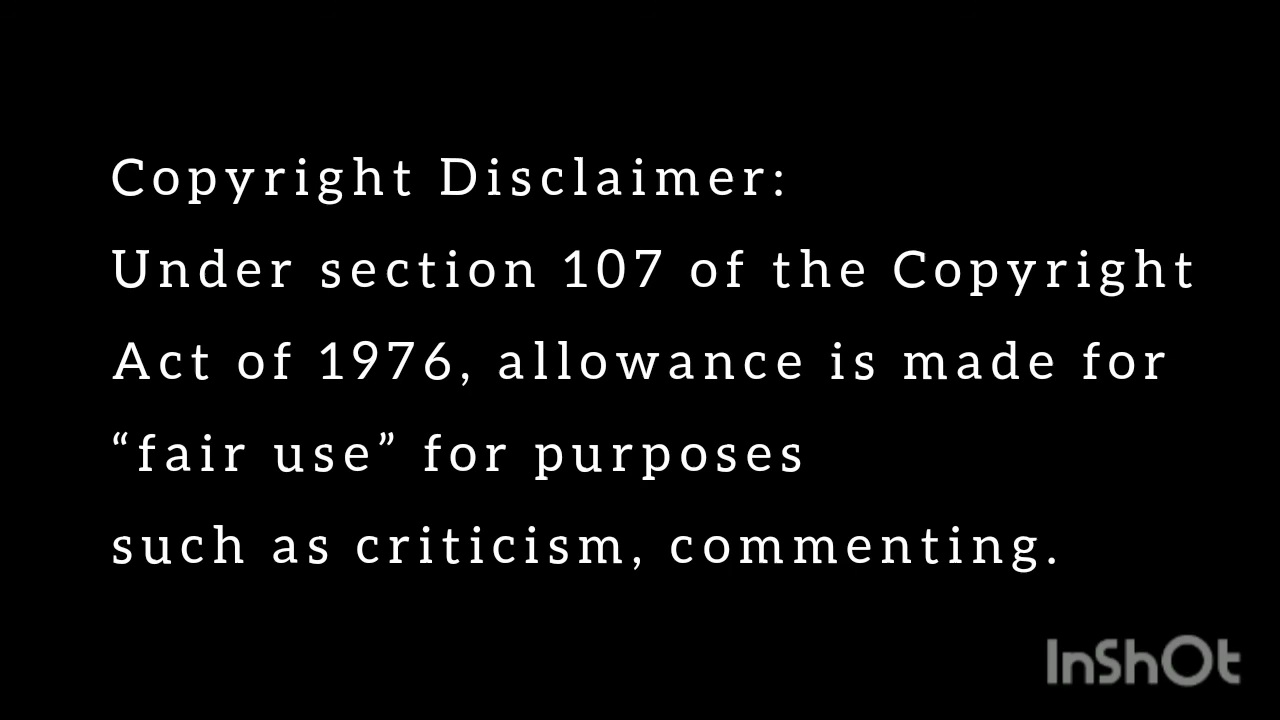 Copyright Disclaimer:
Under section 107 of the Copyright
Act of 1976, allowance is made for
“fair use” for purposes
such as criticism, commenting.
InShOt